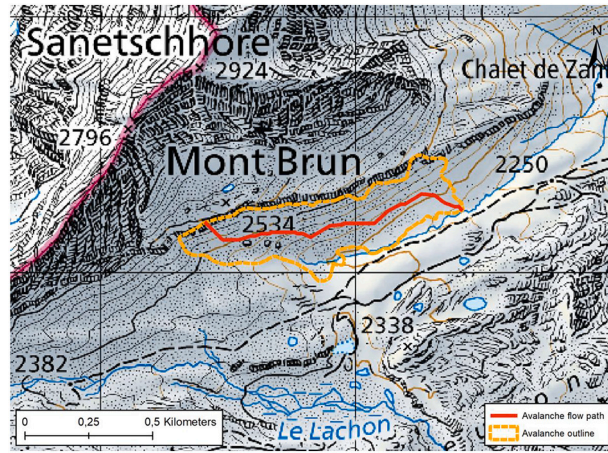 Sanetschhore
2924
N
Chalet de Zan
2796
Mont Brun
2250
2534
2338
2382
0 0,25 0,5 Kilometers
Le Lachon
n
Avalanche flow path
Avalanche outline